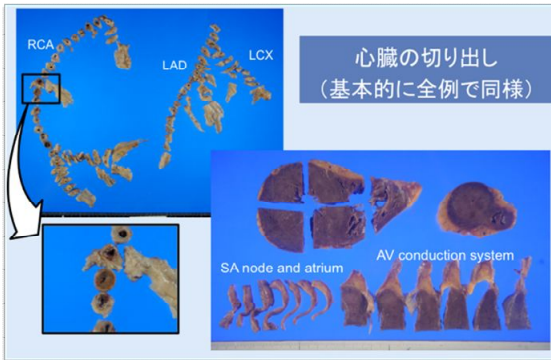 心臓の切り出し
（基本的に全例で同様）
RCA
LAD
LCX
SA node and atrium
AV conduction system